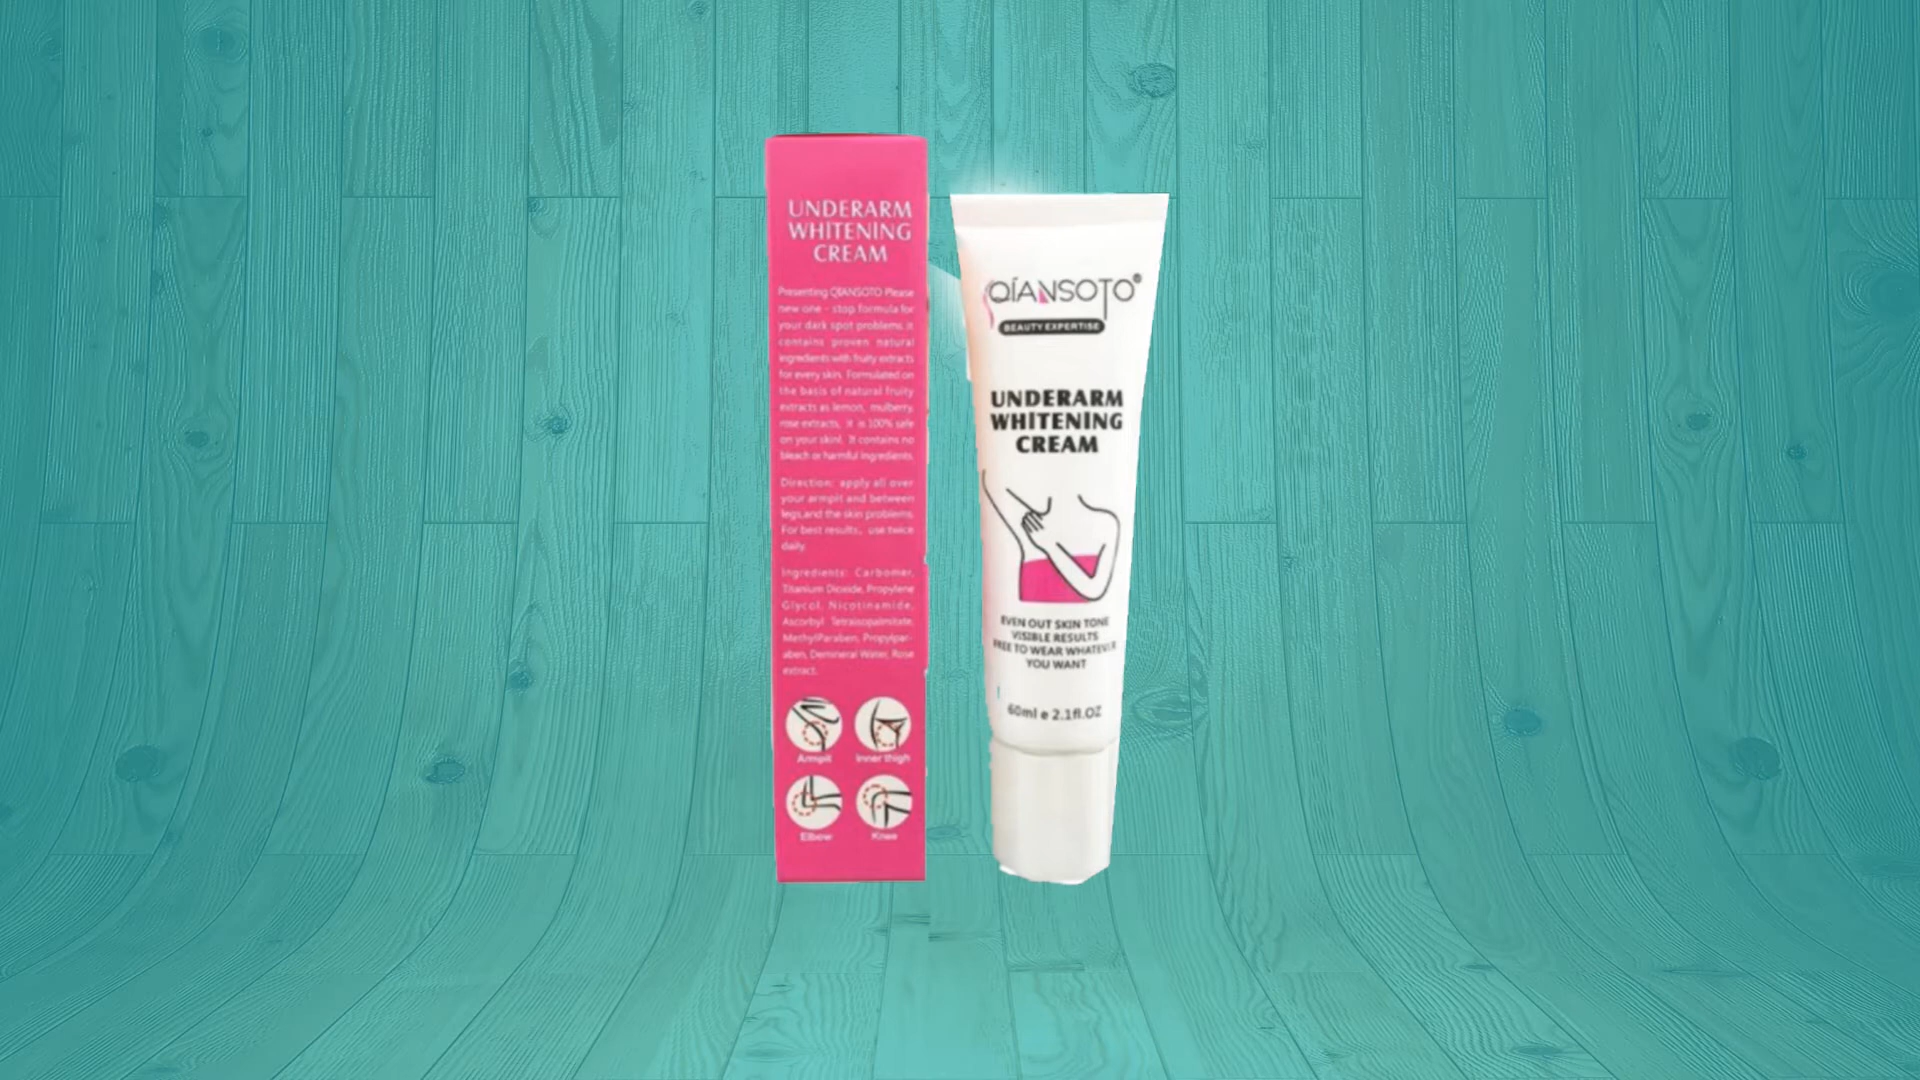 UNDERARM
WHITENING
CREAM
Presenting QIANSOTO Please
new one - stop formula for
your dark spot problems.it
contains proven natural
ingredients with fruity extracts
for every skin. Formulated on
the basis of natural fruity
extracts as lemon, mulberry,
rose extracts, it is 100% safe
on your skin!. It contains no
bleach or harmful ingredients.
Direction: apply all over
your armpit and between
legs,and the skin problems.
For best results, use twice
daily.
Ingredients: Carbomer,
Titanium Dioxide, Propylene
Glycol, Nicotinamide,
Ascorbyl Tetraisopalmitate,
MethylParaben, Propylpar-
aben, Demineral Water, Rose
extract.
Armpit
Inner thigh
Elbow
Knee
QÍANSOTO®
BEAUTY EXPERTISE
UNDERARM
WHITENING
CREAM
EVEN OUT SKIN TONE
VISIBLE RESULTS
FREE TO WEAR WHATEVER
YOU WANT
60ml e 2.1fl.OZ